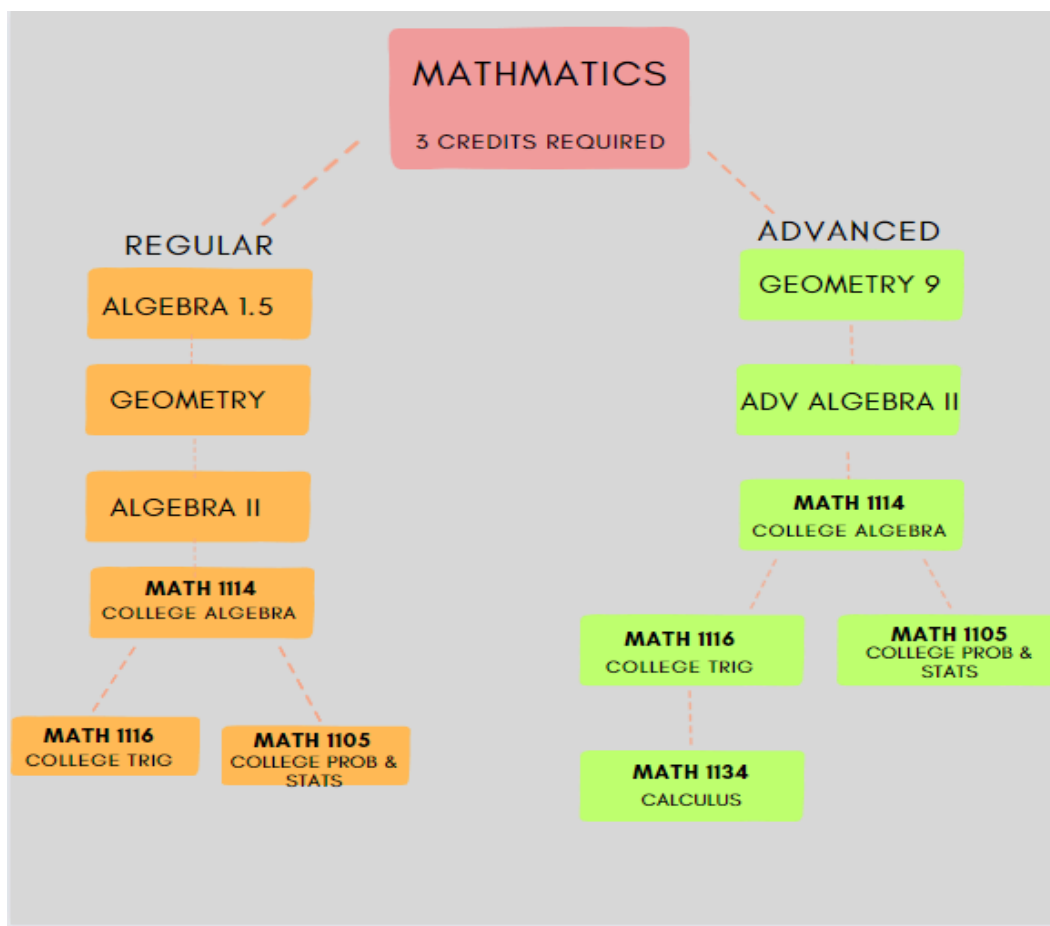 MATHMATICS
3 CREDITS REQUIRED
REGULAR
ALGEBRA 1.5
GEOMETRY
ALGEBRA II
MATH 1114
COLLEGE ALGEBRA
MATH 1116
COLLEGE TRIG
MATH 1105
COLLEGE PROB &
STATS
ADVANCED
GEOMETRY 9
ADV ALGEBRA II
MATH 1114
COLLEGE ALGEBRA
MATH 1116
COLLEGE TRIG
MATH 1105
COLLEGE PROB &
STATS
MATH 1134
CALCULUS